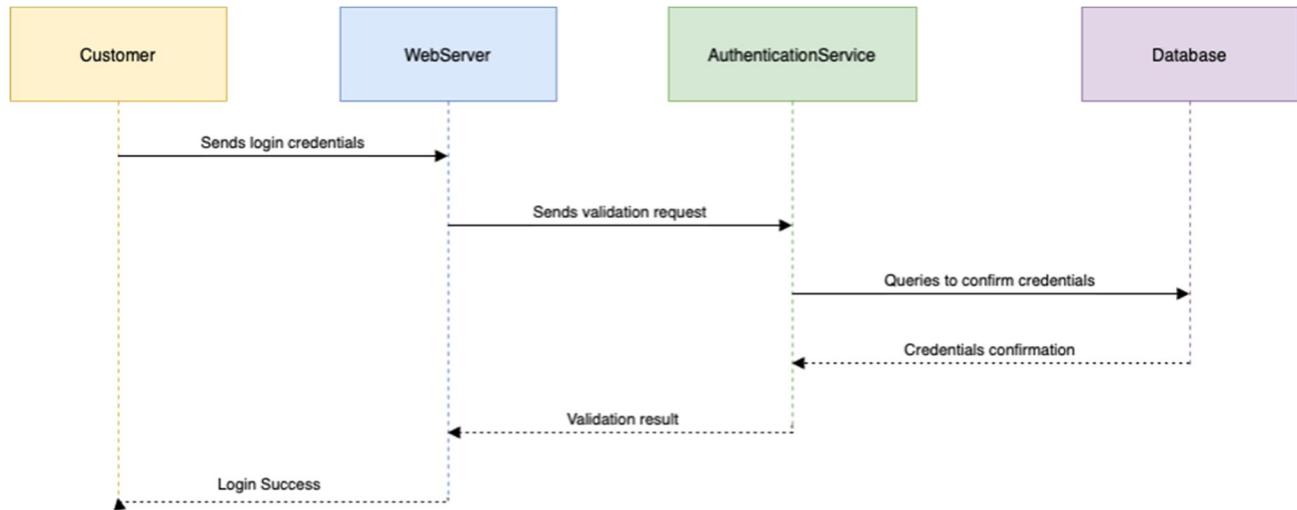 Customer
WebServer
AuthenticationService
Database
Sends login credentials
Sends validation request
Queries to confirm credentials
Credentials confirmation
Validation result
Login Success